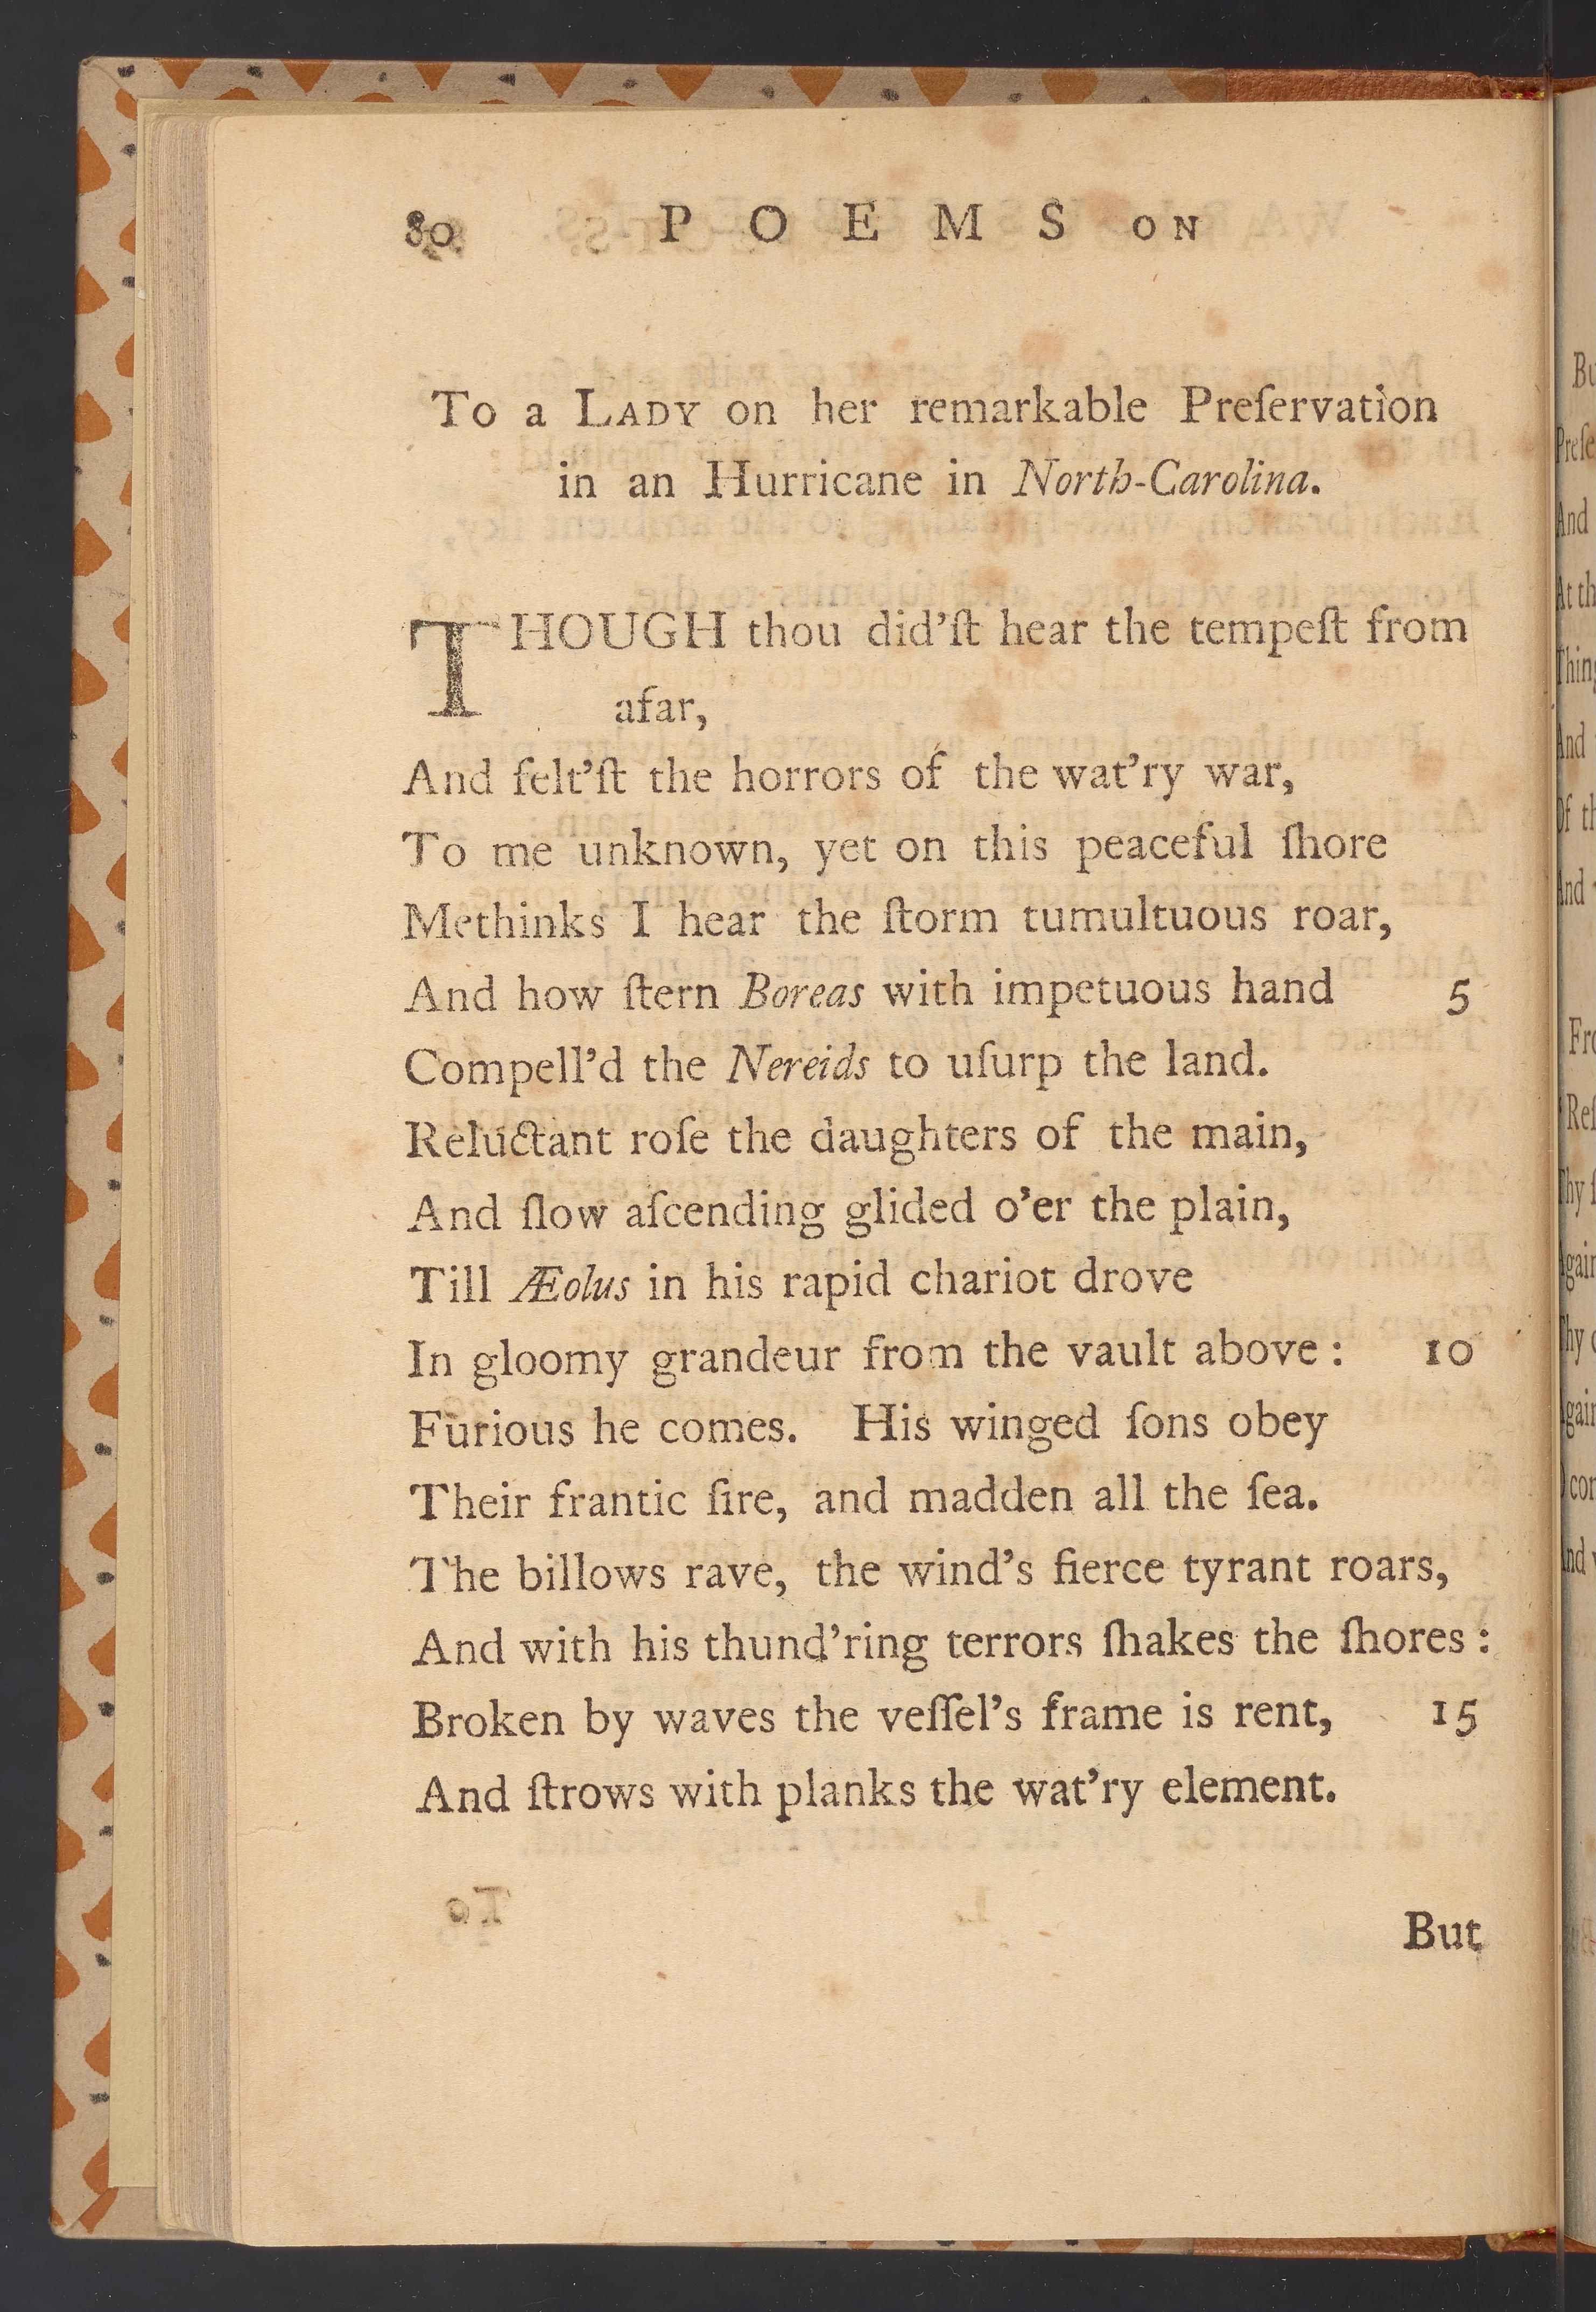 80 POEMS ON
To a LADY on her remarkable Preſervation
in an Hurricane in North-Carolina.
THOUGH thou did'ſt hear the tempeſt from
afar,
And felt'ſt the horrors of the wat'ry war,
To me unknown, yet on this peaceful ſhore
Methinks I hear the ſtorm tumultuous roar,
And how ſtern Boreas with impetuous hand 5
Compell'd the Nereids to uſurp the land.
Reluctant roſe the daughters of the main,
And ſlow aſcending glided o'er the plain,
Till Æolus in his rapid chariot drove
In gloomy grandeur from the vault above: 10
Furious he comes. His winged ſons obey
Their frantic ſire, and madden all the ſea.
The billows rave, the wind's fierce tyrant roars,
And with his thund'ring terrors ſhakes the ſhores:
Broken by waves the veſſel's frame is rent, 15
And ſtrows with planks the wat'ry element.
But